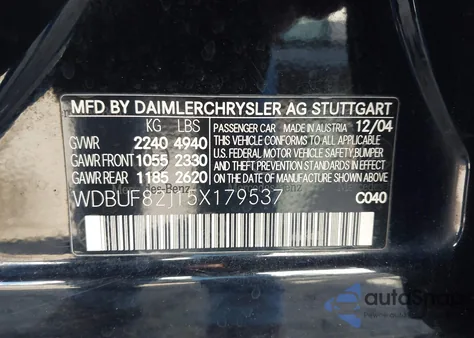 MFD BY DAIMLERCHRYSLER AG STUTTGART
KG LBS
GVWR 2240 4940
GAWR FRONT 1055 2330
GAWR REAR 1185 2620
PASSENGER CAR MADE IN AUSTRIA 12/04
THIS VEHICLE CONFORMS TO ALL APPLICABLE
U.S. FEDERAL MOTOR VEHICLE SAFETY, BUMPER
AND THEFT PREVENTION STANDARDS IN EFFECT
ON THE DATE OF MANUFACTURE SHOWN ABOVE.
WDBUF82J15X179537 C040